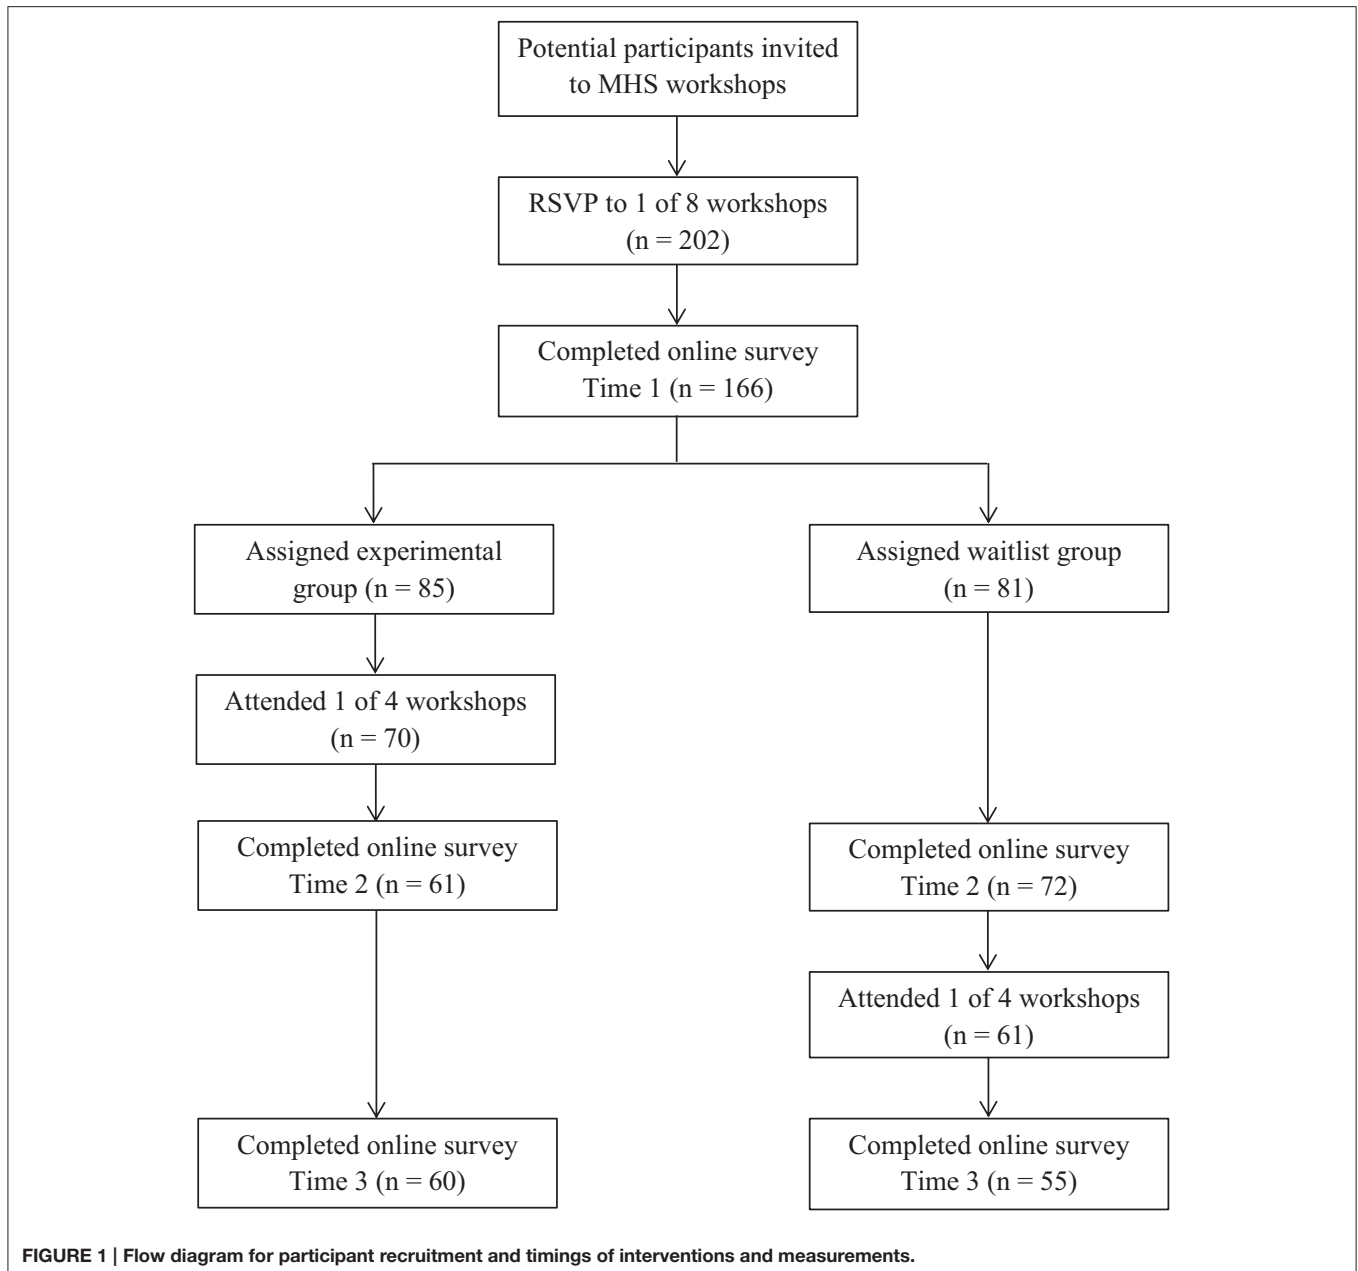 Potential participants invited
to MHS workshops
RSVP to 1 of 8 workshops
(n = 202)
Completed online survey
Time 1 (n = 166)
Assigned experimental
group (n = 85)
Attended 1 of 4 workshops
(n = 70)
Completed online survey
Time 2 (n = 61)
Completed online survey
Time 3 (n = 60)
Assigned waitlist group
(n = 81)
Completed online survey
Time 2 (n = 72)
Attended 1 of 4 workshops
(n = 61)
Completed online survey
Time 3 (n = 55)
FIGURE 1 | Flow diagram for participant recruitment and timings of interventions and measurements.